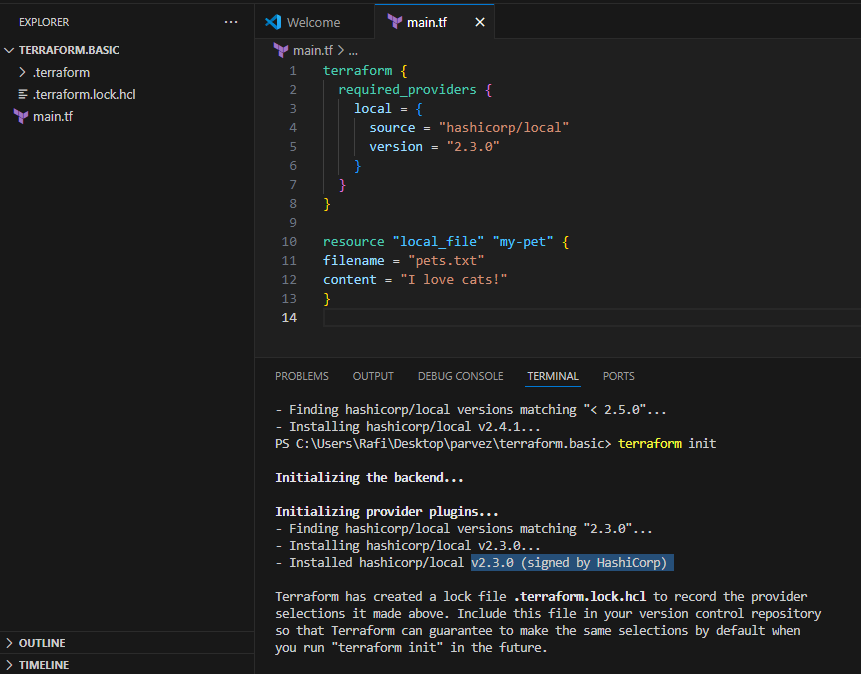 EXPLORER
TERRAFORM.BASIC
.terraform
.terraform.lock.hcl
main.tf
OUTLINE
TIMELINE
Welcome
main.tf
main.tf > ...
1 terraform {
2   required_providers {
3     local = {
4       source = "hashicorp/local"
5       version = "2.3.0"
6     }
7   }
8 }
9
10 resource "local_file" "my-pet" {
11 filename = "pets.txt"
12 content = "I love cats!"
13 }
14
PROBLEMS OUTPUT DEBUG CONSOLE TERMINAL PORTS
- Finding hashicorp/local versions matching "< 2.5.0"...
- Installing hashicorp/local v2.4.1...
PS C:\Users\Rafi\Desktop\parvez\terraform.basic> terraform init
Initializing the backend...
Initializing provider plugins...
- Finding hashicorp/local versions matching "2.3.0"...
- Installing hashicorp/local v2.3.0...
- Installed hashicorp/local v2.3.0 (signed by HashiCorp)
Terraform has created a lock file .terraform.lock.hcl to record the provider
selections it made above. Include this file in your version control repository
so that Terraform can guarantee to make the same selections by default when
you run "terraform init" in the future.